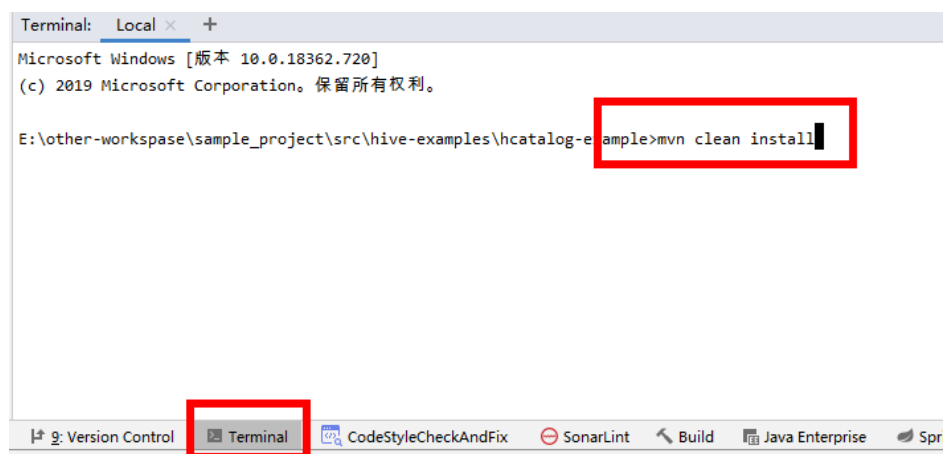 Terminal: Local × +
Microsoft Windows [版本 10.0.18362.720]
(c) 2019 Microsoft Corporation。保留所有权利。
E:\other-workspase\sample_project\src\hive-examples\hcatalog-example>mvn clean install
9: Version Control Terminal CodeStyleCheckAndFix SonarLint Build Java Enterprise Spr